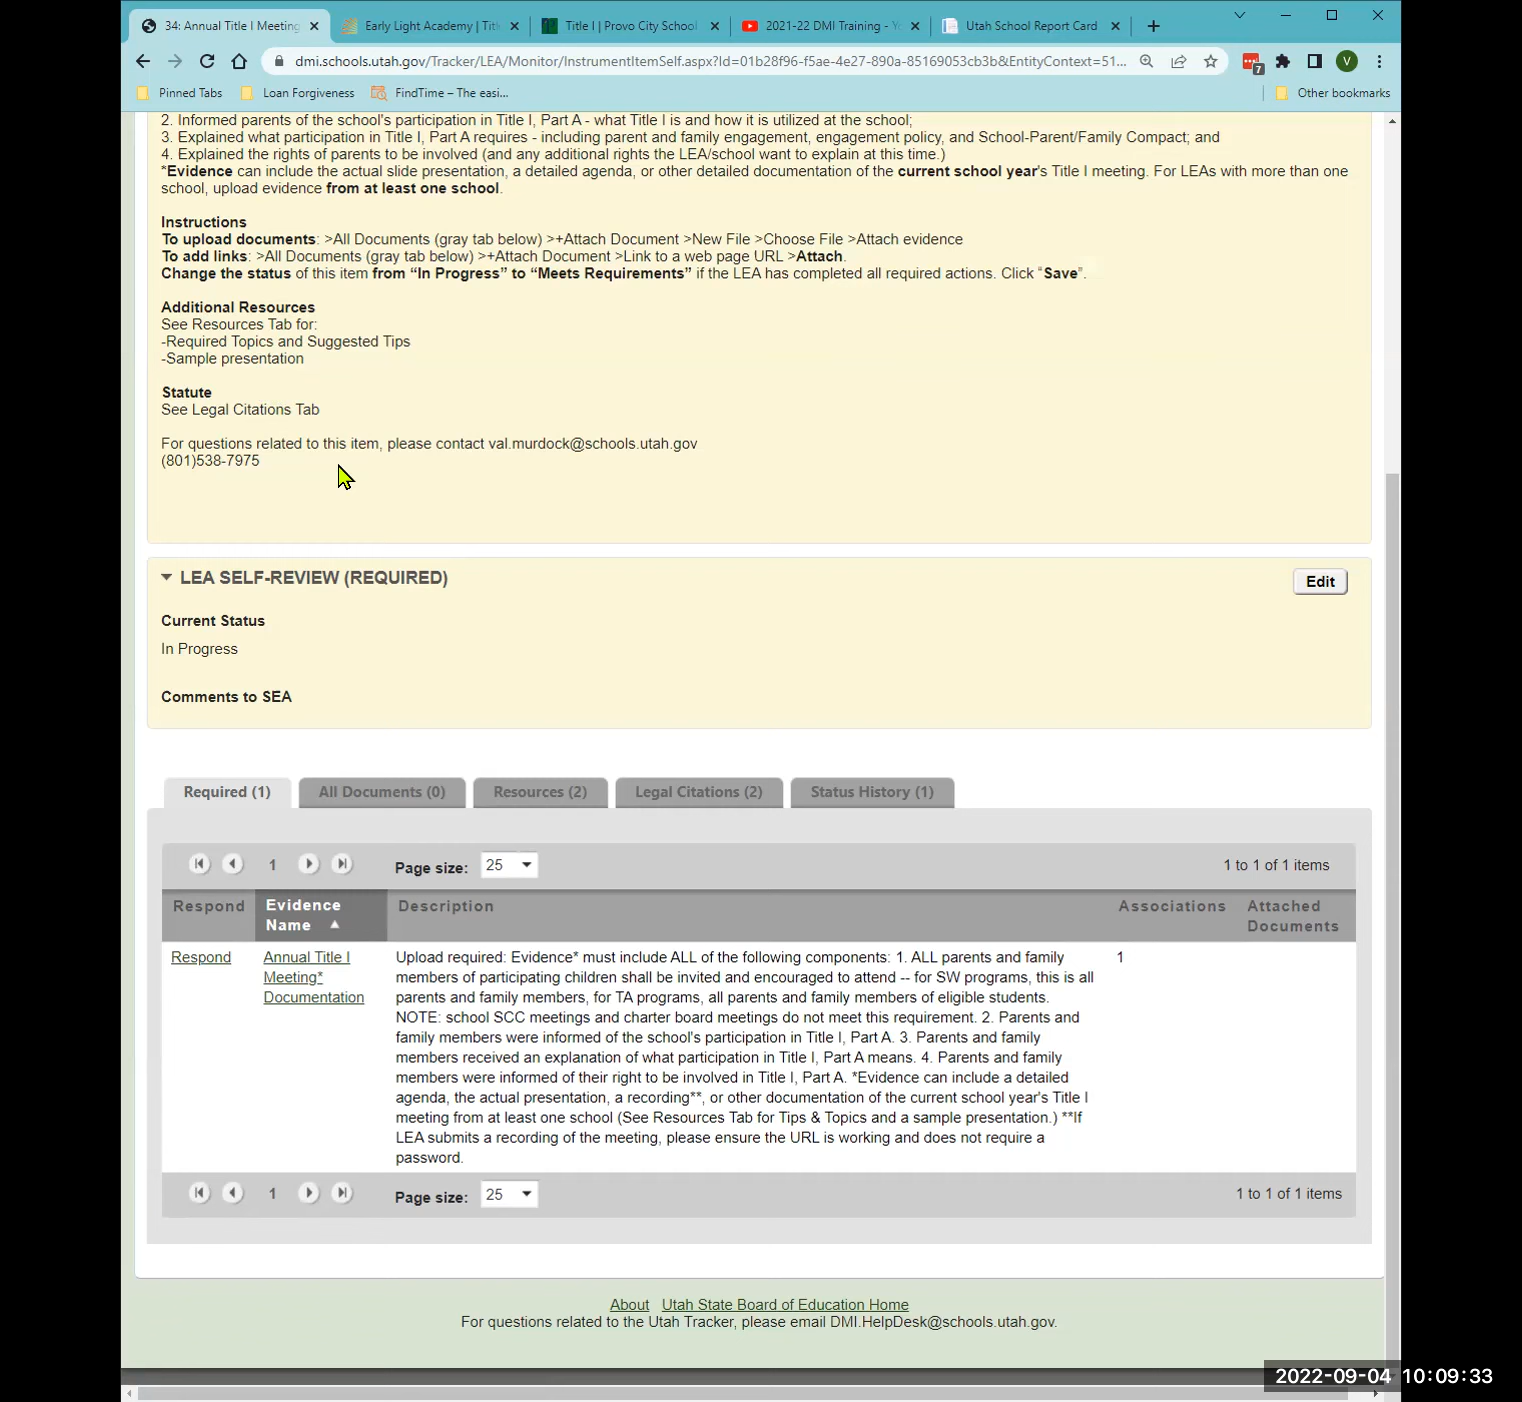 34: Annual Title I Meeting
Early Light Academy | Titl
Title I | Provo City School
2021-22 DMI Training - Yo
Utah School Report Card
dmi.schools.utah.gov/Tracker/LEA/Monitor/InstrumentItemSelf.aspx?Id=01b28f96-f5ae-4e27-890a-85169053cb3b&EntityContext=51...
7
V
Pinned Tabs
Loan Forgiveness
FindTime – The easi...
Other bookmarks
2. Informed parents of the school's participation in Title I, Part A - what Title I is and how it is utilized at the school;
3. Explained what participation in Title I, Part A requires - including parent and family engagement, engagement policy, and School-Parent/Family Compact; and
4. Explained the rights of parents to be involved (and any additional rights the LEA/school want to explain at this time.)
*Evidence can include the actual slide presentation, a detailed agenda, or other detailed documentation of the current school year's Title I meeting. For LEAs with more than one
school, upload evidence from at least one school.
Instructions
To upload documents: >All Documents (gray tab below) >+Attach Document >New File >Choose File >Attach evidence
To add links: >All Documents (gray tab below) >+Attach Document >Link to a web page URL >Attach.
Change the status of this item from “In Progress” to “Meets Requirements” if the LEA has completed all required actions. Click “Save”.
Additional Resources
See Resources Tab for:
-Required Topics and Suggested Tips
-Sample presentation
Statute
See Legal Citations Tab
For questions related to this item, please contact val.murdock@schools.utah.gov
(801)538-7975
LEA SELF-REVIEW (REQUIRED)
Edit
Current Status
In Progress
Comments to SEA
Required (1)
All Documents (0)
Resources (2)
Legal Citations (2)
Status History (1)
1
Page size:
25
1 to 1 of 1 items
Respond
Evidence
Name
Description
Associations
Attached
Documents
Respond
Annual Title I
Meeting*
Documentation
Upload required: Evidence* must include ALL of the following components: 1. ALL parents and family
members of participating children shall be invited and encouraged to attend -- for SW programs, this is all
parents and family members, for TA programs, all parents and family members of eligible students.
NOTE: school SCC meetings and charter board meetings do not meet this requirement. 2. Parents and
family members were informed of the school's participation in Title I, Part A. 3. Parents and family
members received an explanation of what participation in Title I, Part A means. 4. Parents and family
members were informed of their right to be involved in Title I, Part A. *Evidence can include a detailed
agenda, the actual presentation, a recording**, or other documentation of the current school year's Title I
meeting from at least one school (See Resources Tab for Tips & Topics and a sample presentation.) **If
LEA submits a recording of the meeting, please ensure the URL is working and does not require a
password.
1
1
Page size:
25
1 to 1 of 1 items
About
Utah State Board of Education Home
For questions related to the Utah Tracker, please email DMI.HelpDesk@schools.utah.gov.
2022-09-04 10:09:33